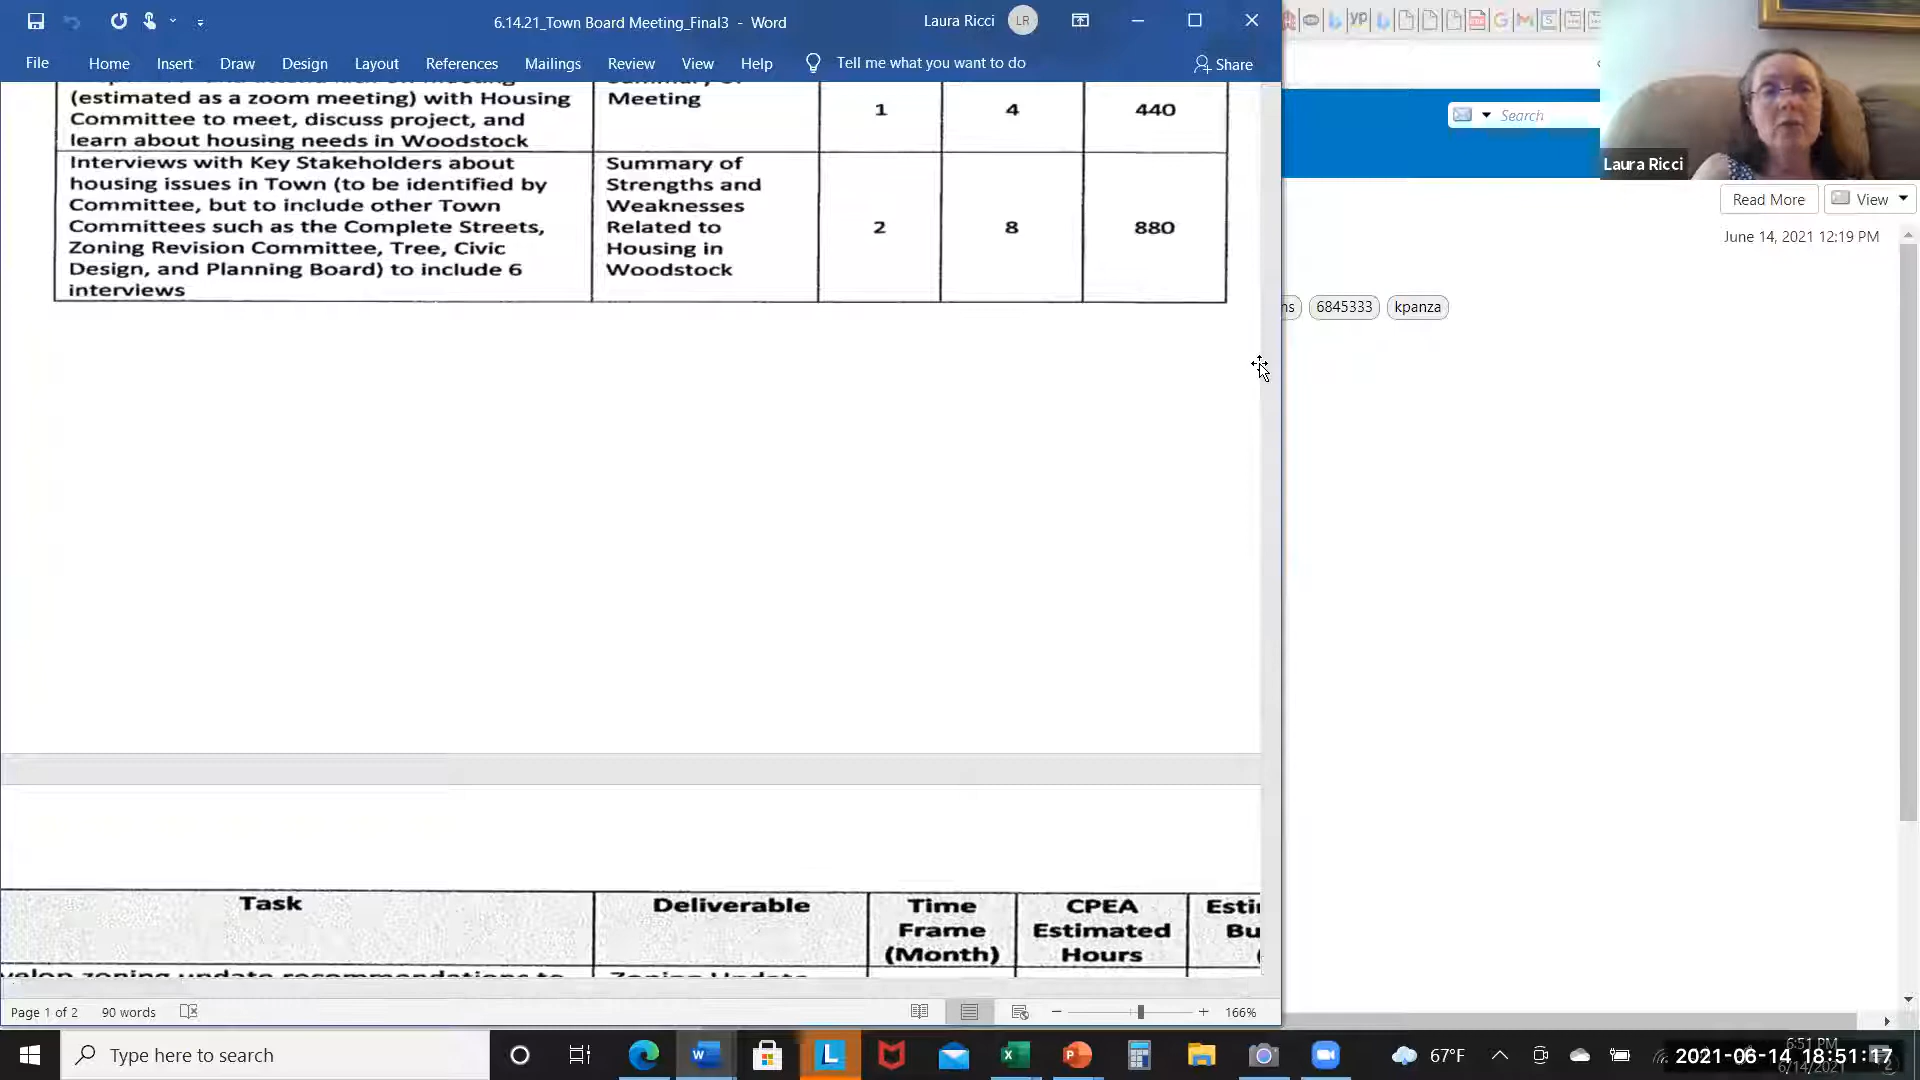 6.14.21_Town Board Meeting_Final3 - Word
Laura Ricci
LR
File Home Insert Draw Design Layout References Mailings Review View Help Tell me what you want to do Share
(estimated as a zoom meeting) with Housing
Committee to meet, discuss project, and
learn about housing needs in Woodstock
Meeting
1
4
440
Interviews with Key Stakeholders about
housing issues in Town (to be identified by
Committee, but to include other Town
Committees such as the Complete Streets,
Zoning Revision Committee, Tree, Civic
Design, and Planning Board) to include 6
interviews
Summary of
Strengths and
Weaknesses
Related to
Housing in
Woodstock
2
8
880
Task
Deliverable
Time
Frame
(Month)
CPEA
Estimated
Hours
Page 1 of 2 90 words
166%
yp
Search
Laura Ricci
Read More
View
June 14, 2021 12:19 PM
6845333
kpanza
Type here to search
67°F
6:51 PM
6/14/2021
2021-06-14 18:51:17